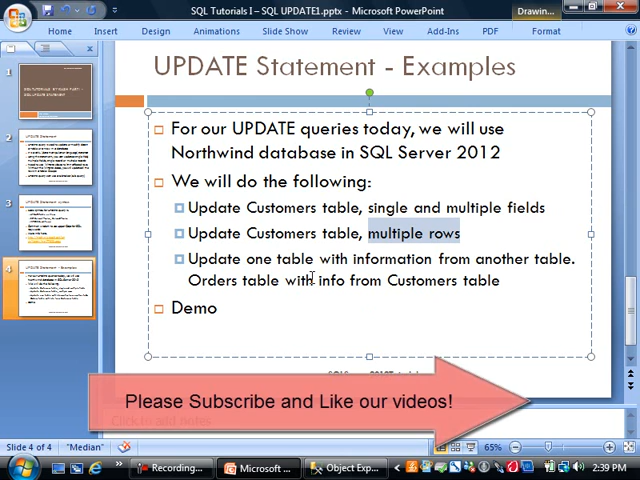 SQL Tutorials I - SQL UPDATE1.pptx - Microsoft PowerPoint
Drawin...
Home Insert Design Animations Slide Show Review View Add-Ins PDF Format
1
2
3
4
UPDATE Statement - Examples
For our UPDATE queries today, we will use
Northwind database in SQL Server 2012
We will do the following:
Update Customers table, single and multiple fields
Update Customers table, multiple rows
Update one table with information from another table.
Orders table with info from Customers table
Demo
Please Subscribe and Like our videos!
Click to add notes
Slide 4 of 4 "Median" 65%
Recording... Microsoft ... Object Exp... 2:39 PM